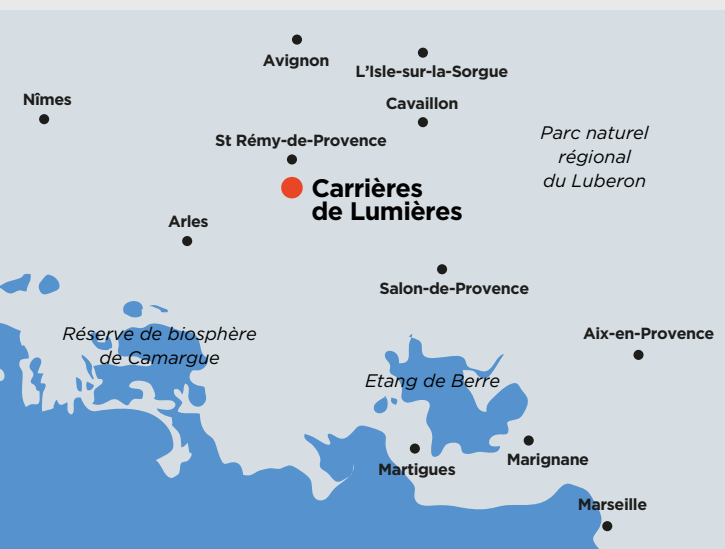 Avignon
L'Isle-sur-la-Sorgue
Nîmes
Cavaillon
Parc naturel
régional
du Luberon
St Rémy-de-Provence
Carrières
de Lumières
Arles
Salon-de-Provence
Réserve de biosphère
de Camargue
Aix-en-Provence
Etang de Berre
Martigues
Marignane
Marseille